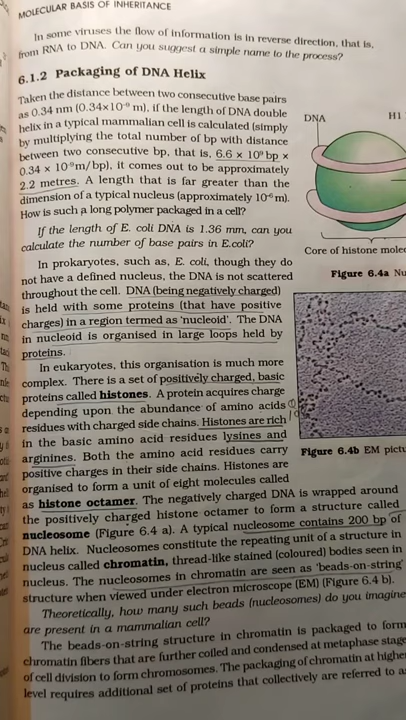 MOLECULAR BASIS OF INHERITANCE
In some viruses the flow of information is in reverse direction, that is,
from RNA to DNA. Can you suggest a simple name to the process?
6.1.2 Packaging of DNA Helix
Taken the distance between two consecutive base pairs
as 0.34 nm (0.34×10⁻⁹ m), if the length of DNA double
helix in a typical mammalian cell is calculated (simply
by multiplying the total number of bp with distance
between two consecutive bp, that is, 6.6 × 10⁹ bp ×
0.34 × 10⁻⁹ m/bp), it comes out to be approximately
2.2 metres. A length that is far greater than the
dimension of a typical nucleus (approximately 10⁻⁶ m).
How is such a long polymer packaged in a cell?
If the length of E. coli DNA is 1.36 mm, can you
calculate the number of base pairs in E.coli?
In prokaryotes, such as, E. coli, though they do
not have a defined nucleus, the DNA is not scattered
throughout the cell. DNA (being negatively charged)
is held with some proteins (that have positive
charges) in a region termed as 'nucleoid'. The DNA
in nucleoid is organised in large loops held by
proteins.
In eukaryotes, this organisation is much more
complex. There is a set of positively charged, basic
proteins called histones. A protein acquires charge
depending upon the abundance of amino acids
residues with charged side chains. Histones are rich
in the basic amino acid residues lysines and
arginines. Both the amino acid residues carry
positive charges in their side chains. Histones are
organised to form a unit of eight molecules called
as histone octamer. The negatively charged DNA is wrapped around
the positively charged histone octamer to form a structure called
nucleosome (Figure 6.4 a). A typical nucleosome contains 200 bp of
DNA helix. Nucleosomes constitute the repeating unit of a structure in
nucleus called chromatin, thread-like stained (coloured) bodies seen in
nucleus. The nucleosomes in chromatin are seen as 'beads-on-string'
structure when viewed under electron microscope (EM) (Figure 6.4 b).
Theoretically, how many such beads (nucleosomes) do you imagine
are present in a mammalian cell?
The beads-on-string structure in chromatin is packaged to form
chromatin fibers that are further coiled and condensed at metaphase stage
of cell division to form chromosomes. The packaging of chromatin at higher
level requires additional set of proteins that collectively are referred to as
DNA
H1
Core of histone molec
Figure 6.4a Nu
Figure 6.4b EM pictu